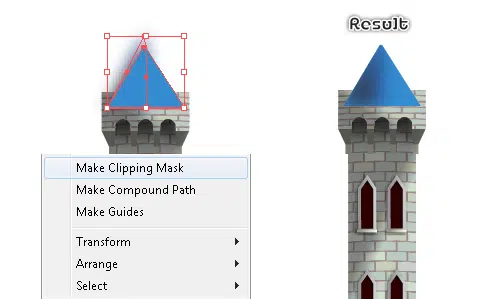 Result
Make Clipping Mask
Make Compound Path
Make Guides
Transform
Arrange
Select